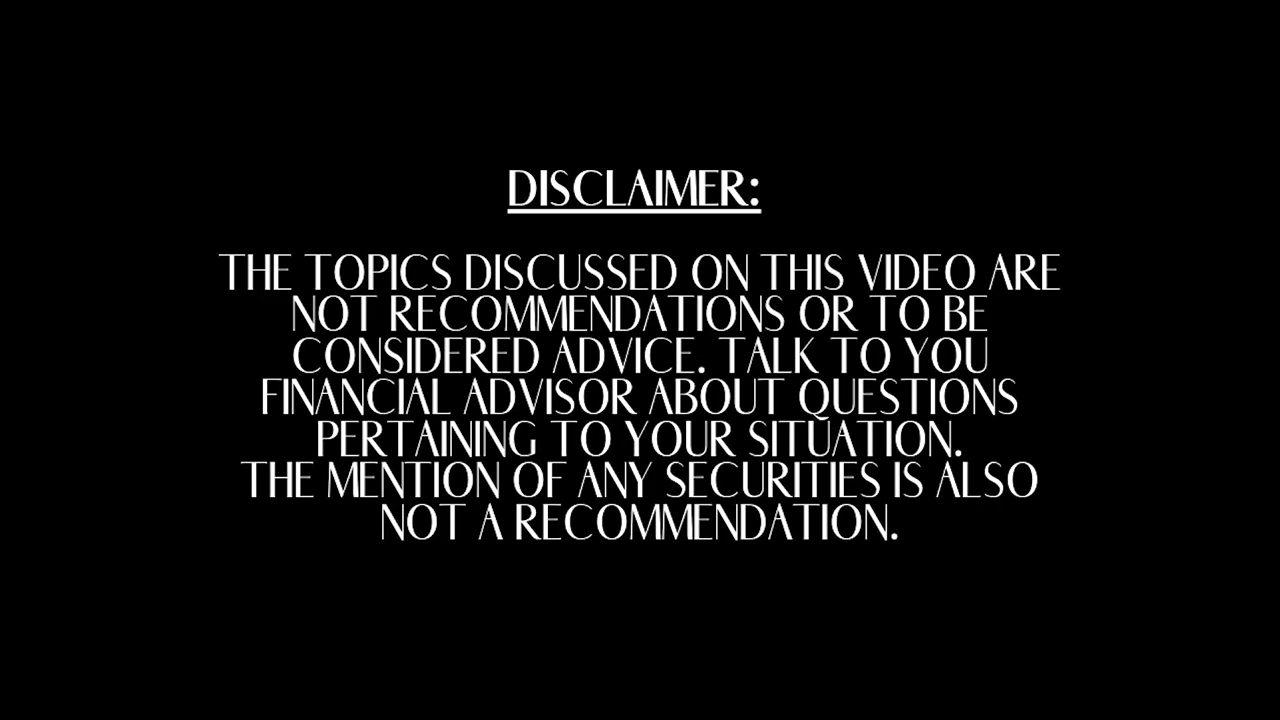 DISCLAIMER:
THE TOPICS DISCUSSED ON THIS VIDEO ARE
NOT RECOMMENDATIONS OR TO BE
CONSIDERED ADVICE. TALK TO YOU
FINANCIAL ADVISOR ABOUT QUESTIONS
PERTAINING TO YOUR SITUATION.
THE MENTION OF ANY SECURITIES IS ALSO
NOT A RECOMMENDATION.